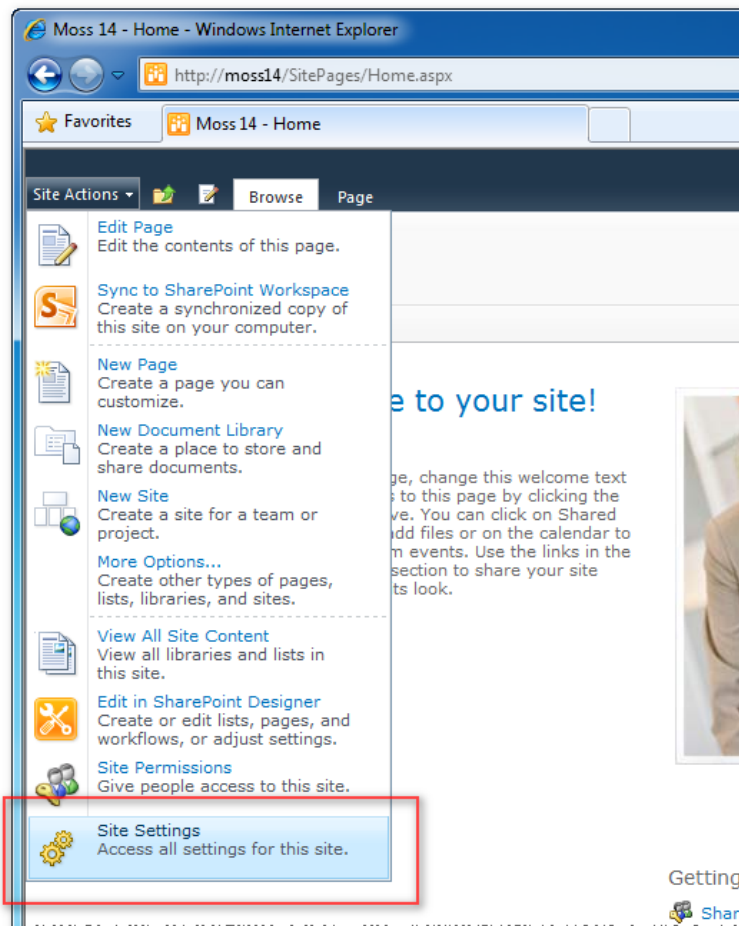 Moss 14 - Home - Windows Internet Explorer
http://moss14/SitePages/Home.aspx
Favorites
Moss 14 - Home
Site Actions
Browse
Page
Edit Page
Edit the contents of this page.
Sync to SharePoint Workspace
Create a synchronized copy of
this site on your computer.
New Page
Create a page you can
customize.
New Document Library
Create a place to store and
share documents.
New Site
Create a site for a team or
project.
More Options...
Create other types of pages,
lists, libraries, and sites.
View All Site Content
View all libraries and lists in
this site.
Edit in SharePoint Designer
Create or edit lists, pages, and
workflows, or adjust settings.
Site Permissions
Give people access to this site.
Site Settings
Access all settings for this site.
e to your site!
ge, change this welcome text
s to this page by clicking the
ve. You can click on Shared
dd files or on the calendar to
m events. Use the links in the
section to share your site
ts look.
Getting
Shar